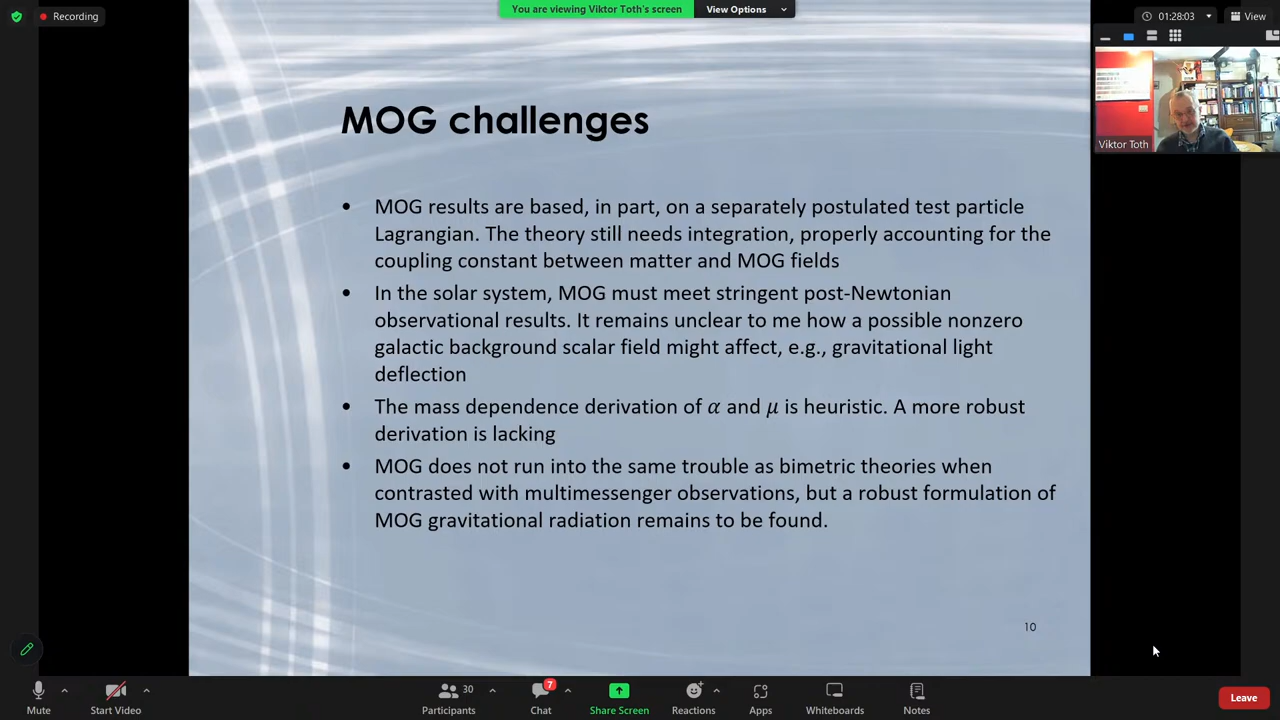 You are viewing Viktor Toth's screen
View Options
Recording
01:28:03
View
Viktor Toth
MOG challenges
• MOG results are based, in part, on a separately postulated test particle
Lagrangian. The theory still needs integration, properly accounting for the
coupling constant between matter and MOG fields
• In the solar system, MOG must meet stringent post-Newtonian
observational results. It remains unclear to me how a possible nonzero
galactic background scalar field might affect, e.g., gravitational light
deflection
• The mass dependence derivation of 𝛼 and 𝜇 is heuristic. A more robust
derivation is lacking
• MOG does not run into the same trouble as bimetric theories when
contrasted with multimessenger observations, but a robust formulation of
MOG gravitational radiation remains to be found.
10
30
7
Mute
Start Video
Participants
Chat
Share Screen
Reactions
Apps
Whiteboards
Notes
Leave